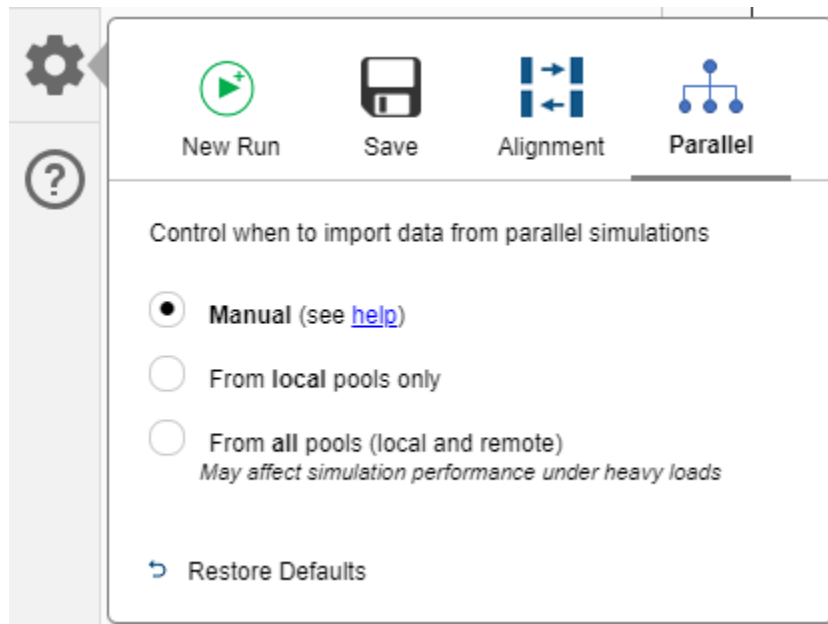 New Run Save Alignment Parallel
?
Control when to import data from parallel simulations
Manual (see help)
From local pools only
From all pools (local and remote)
May affect simulation performance under heavy loads
Restore Defaults